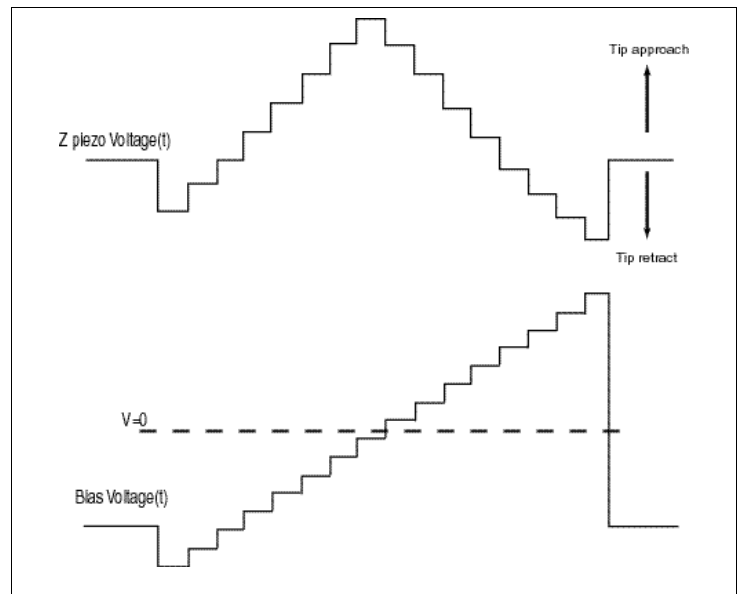 Tip approach
Z piezo Voltage(t)
Tip retract
V=0
Bias Voltage(t)